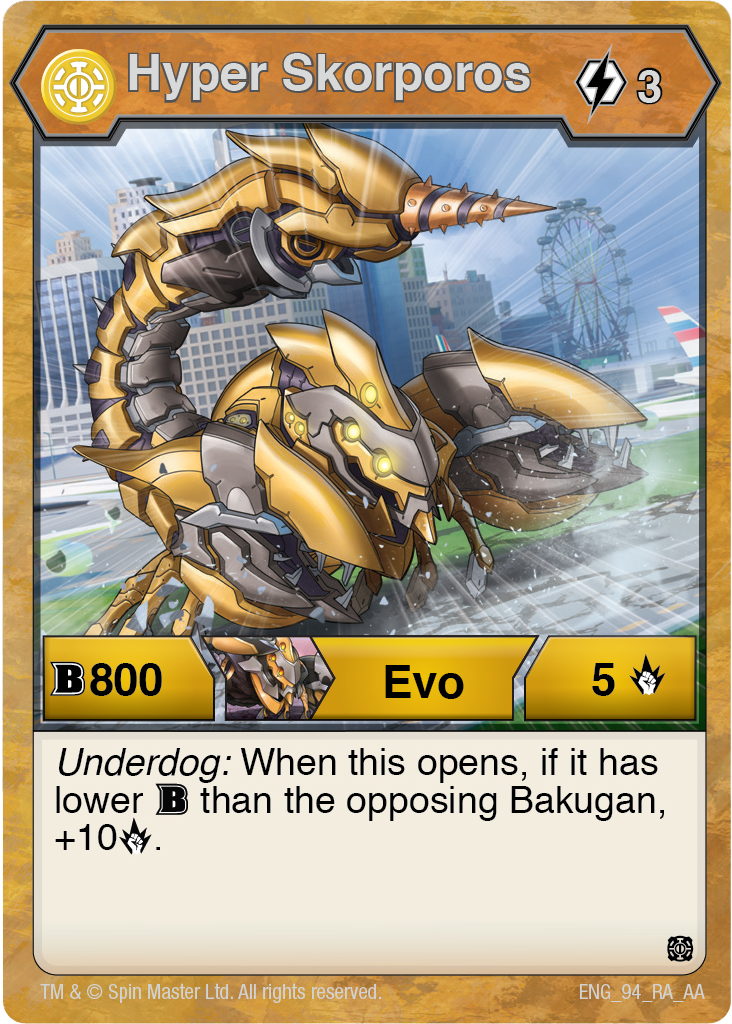 Hyper Skorporos
3
B 800
Evo
5
Underdog: When this opens, if it has
lower B than the opposing Bakugan,
+10.
TM & © Spin Master Ltd. All rights reserved.
ENG_94_RA_AA